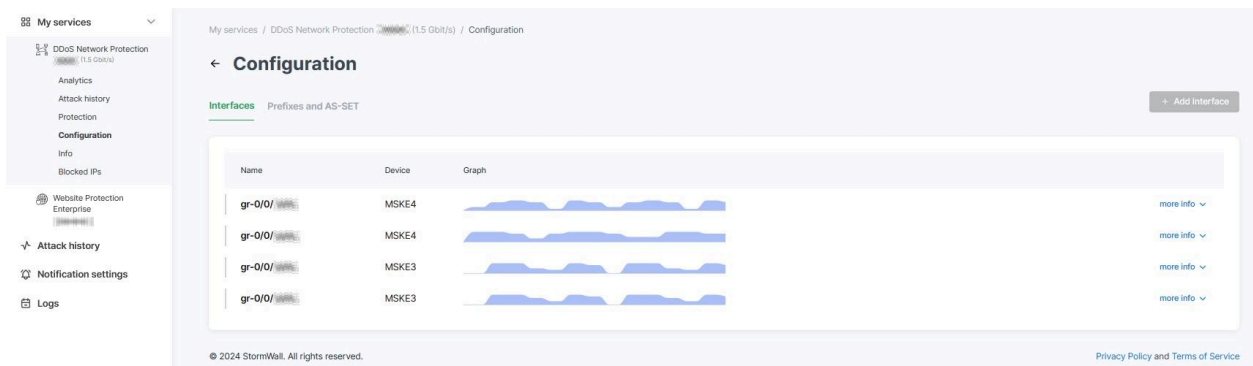 My services
DDoS Network Protection
(1.5 Gbit/s)
Analytics
Attack history
Protection
Configuration
Info
Blocked IPs
Website Protection
Enterprise
Attack history
Notification settings
Logs
My services / DDoS Network Protection (1.5 Gbit/s) / Configuration
← Configuration
Interfaces Prefixes and AS-SET
+ Add interface
Name Device Graph
gr-0/0/ MSKE4 more info
gr-0/0/ MSKE4 more info
gr-0/0/ MSKE3 more info
gr-0/0/ MSKE3 more info
© 2024 StormWall. All rights reserved.
Privacy Policy and Terms of Service